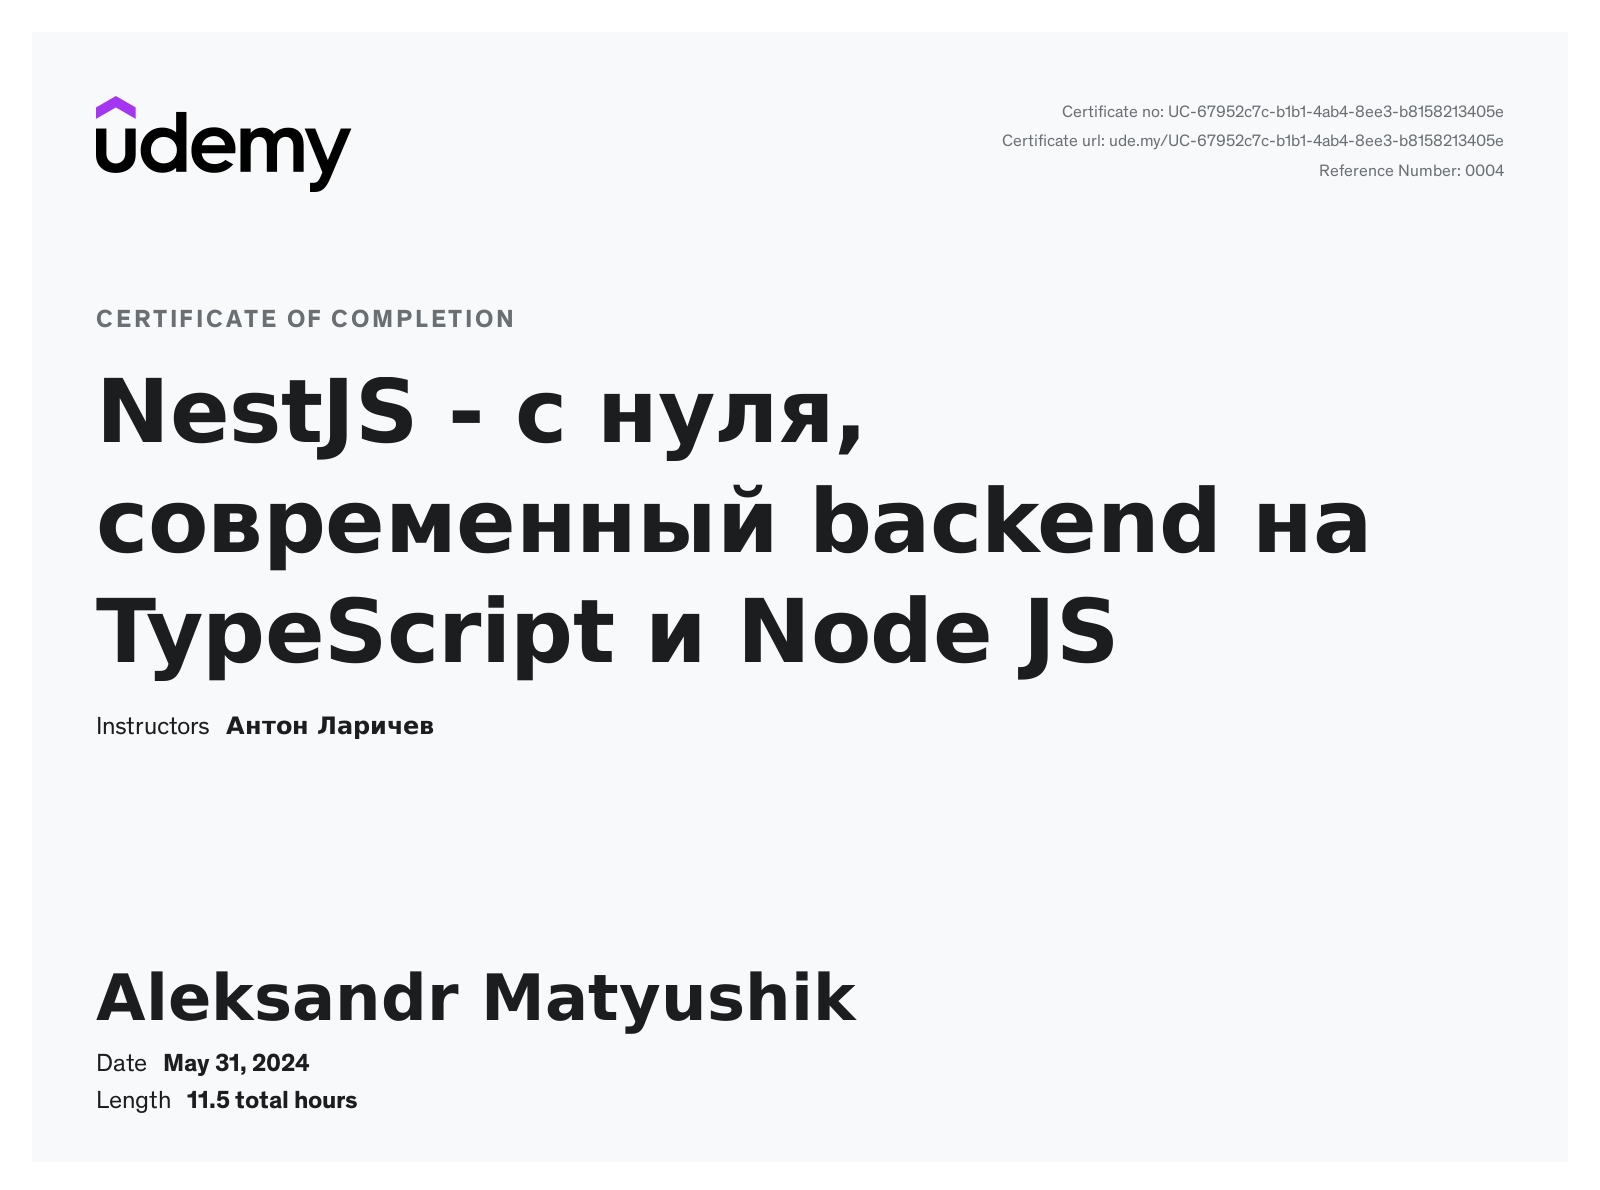 udemy
Certificate no: UC-67952c7c-b1b1-4ab4-8ee3-b8158213405e
Certificate url: ude.my/UC-67952c7c-b1b1-4ab4-8ee3-b8158213405e
Reference Number: 0004
CERTIFICATE OF COMPLETION
NestJS - с нуля,
современный backend на
TypeScript и Node JS
Instructors Антон Ларичев
Aleksandr Matyushik
Date May 31, 2024
Length 11.5 total hours